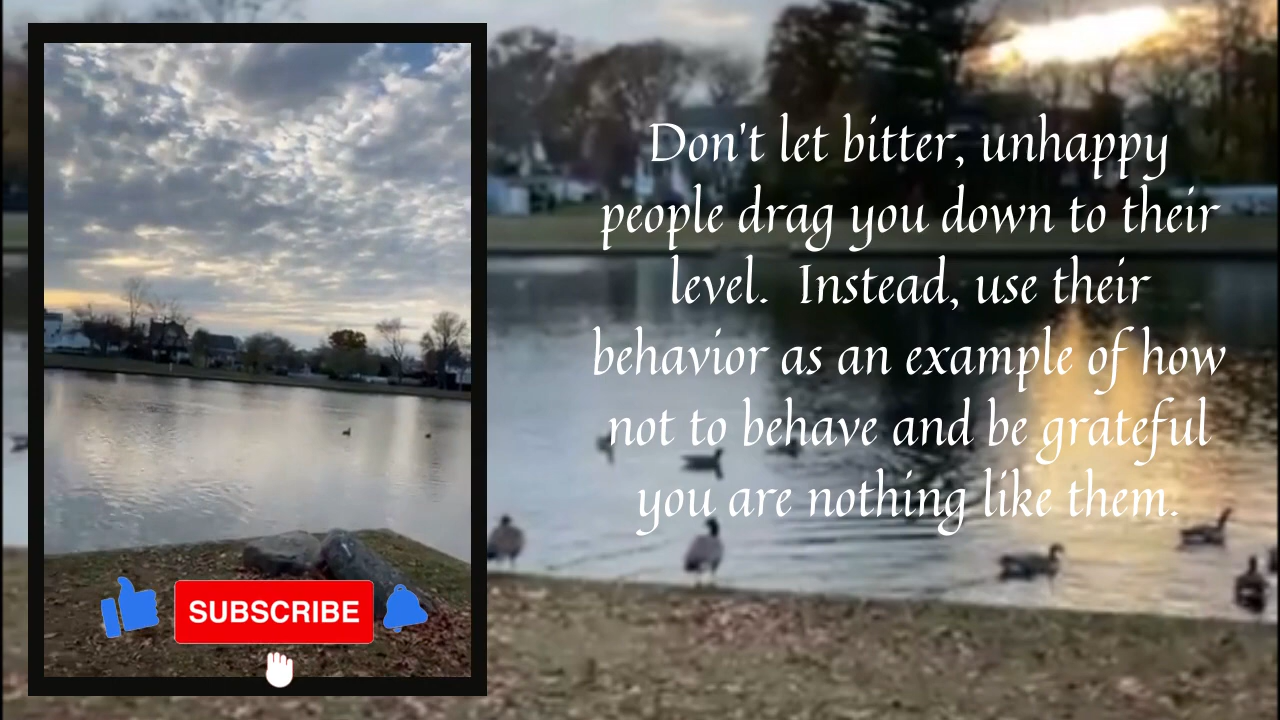 Don't let bitter, unhappy
people drag you down to their
level.  Instead, use their
behavior as an example of how
not to behave and be grateful
you are nothing like them.
SUBSCRIBE